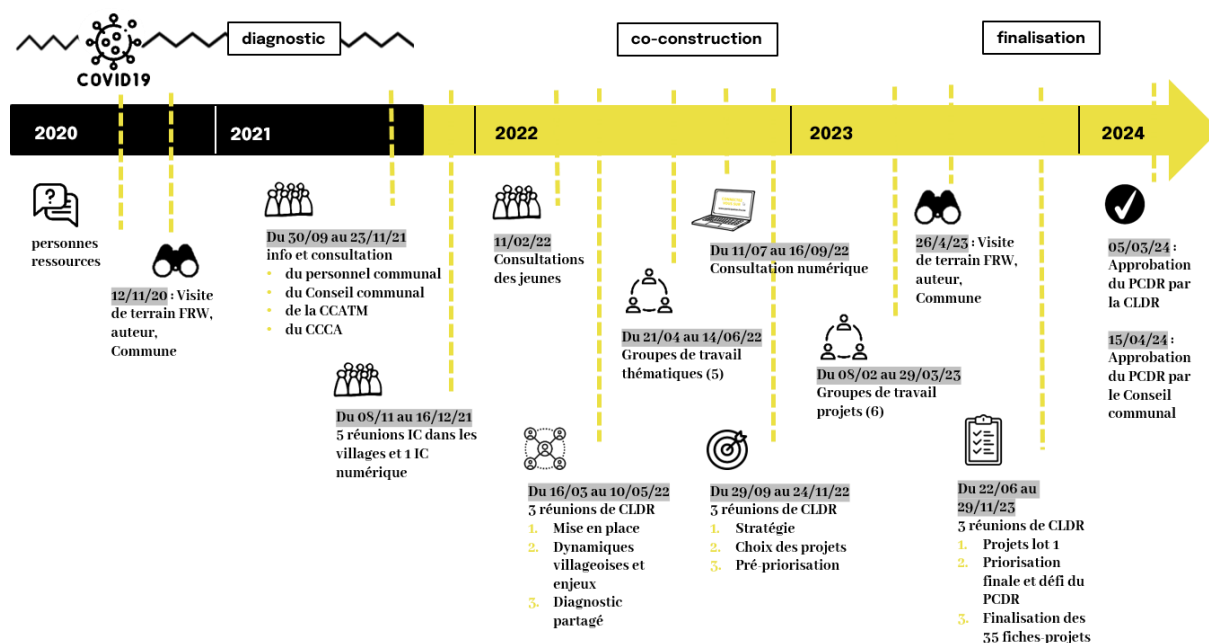 diagnostic
co-construction
finalisation
COVID19
2020
2021
2022
2023
2024
personnes
ressources
12/11/20 : Visite
de terrain FRW,
auteur,
Commune
Du 30/09 au 23/11/21
info et consultation
• du personnel communal
• du Conseil communal
• de la CCATM
• du CCCA
Du 08/11 au 16/12/21
5 réunions IC dans les
villages et 1 IC
numérique
11/02/22
Consultations
des jeunes
Du 16/03 au 10/05/22
3 réunions de CLDR
1. Mise en place
2. Dynamiques
villageoises et
enjeux
3. Diagnostic
partagé
Du 21/04 au 14/06/22
Groupes de travail
thématiques (5)
Du 11/07 au 16/09/22
Consultation numérique
Du 29/09 au 24/11/22
3 réunions de CLDR
1. Stratégie
2. Choix des projets
3. Pré-priorisation
Du 08/02 au 29/03/23
Groupes de travail
projets (6)
26/4/23 : Visite
de terrain FRW,
auteur,
Commune
Du 22/06 au
29/11/23
3 réunions de CLDR
1. Projets lot 1
2. Priorisation
finale et défi du
PCDR
3. Finalisation des
35 fiches-projets
05/03/24 :
Approbation
du PCDR par
la CLDR
15/04/24 :
Approbation
du PCDR par
le Conseil
communal